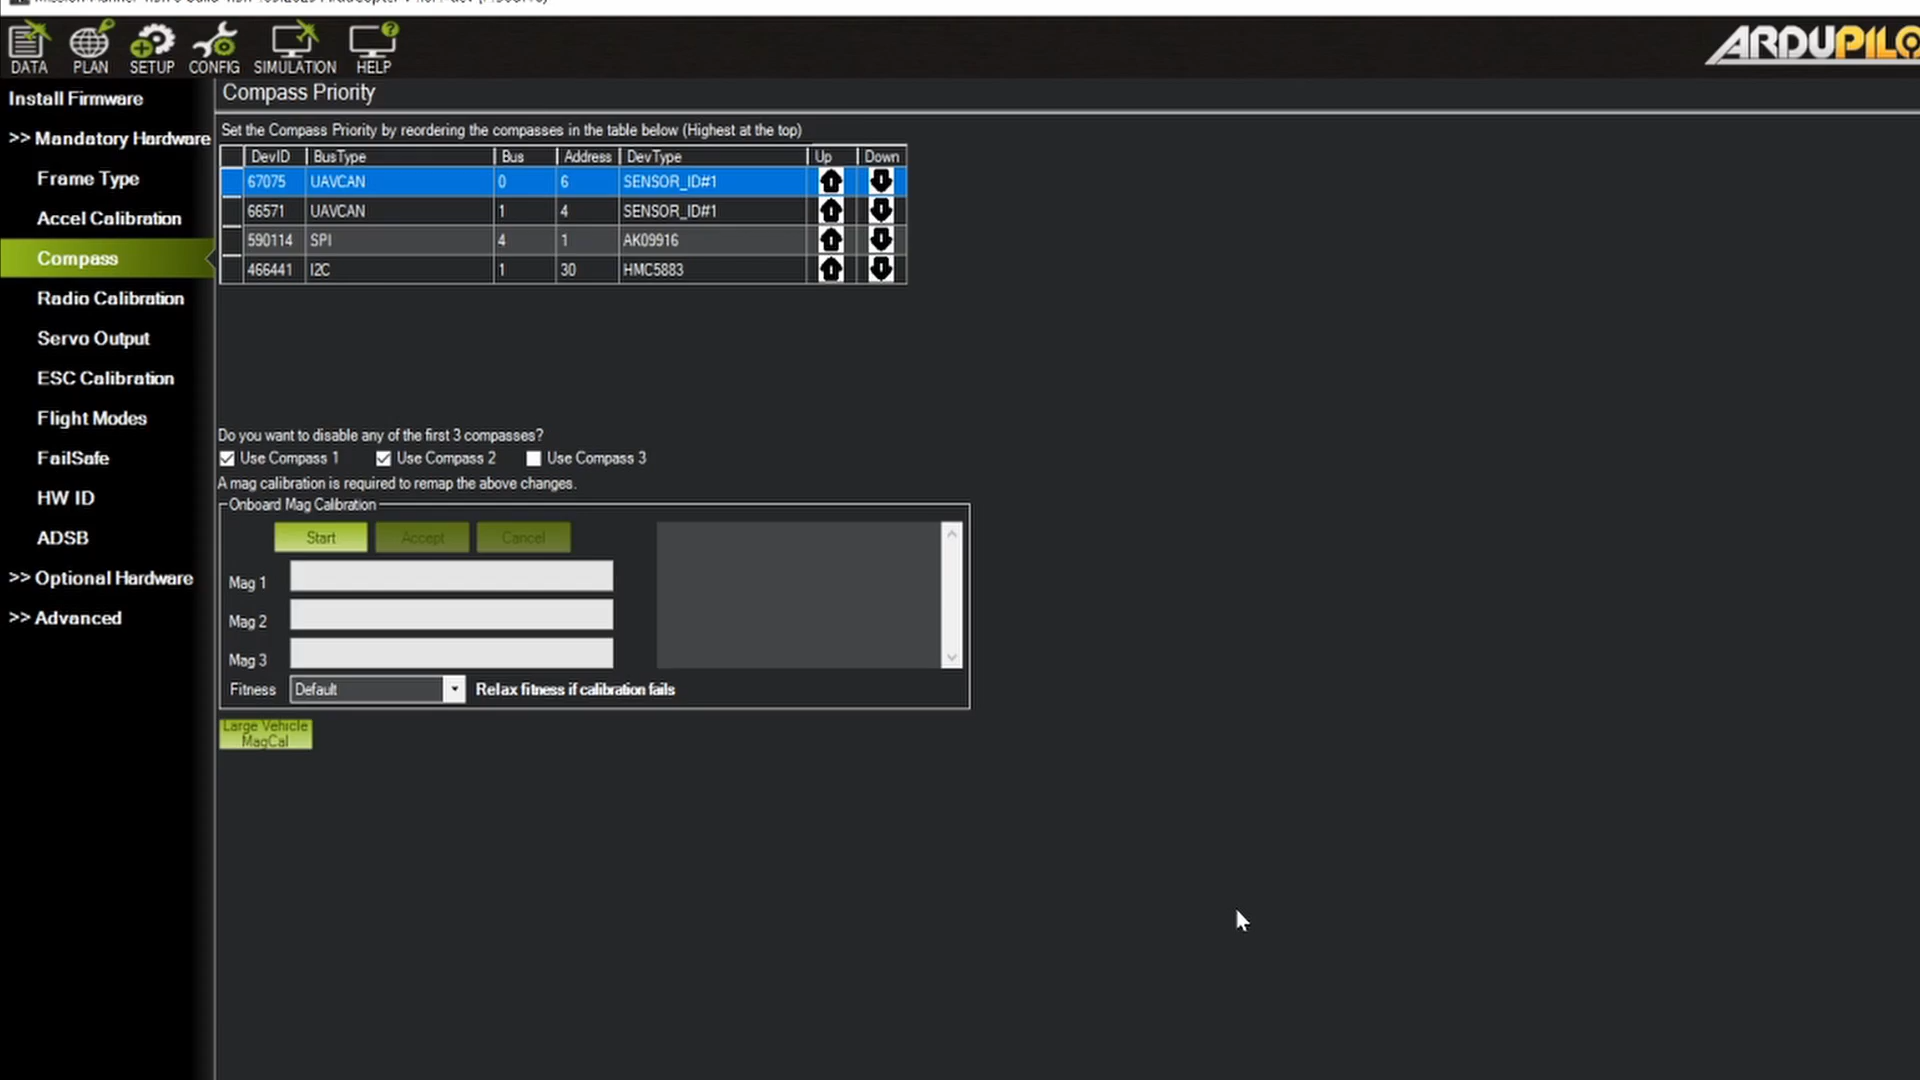 DATA PLAN SETUP CONFIG SIMULATION HELP
Install Firmware
>> Mandatory Hardware
Frame Type
Accel Calibration
Compass
Radio Calibration
Servo Output
ESC Calibration
Flight Modes
FailSafe
HW ID
ADSB
>> Optional Hardware
>> Advanced
Compass Priority
Set the Compass Priority by reordering the compasses in the table below (Highest at the top)
DevID BusType Bus Address DevType Up Down
67075 UAVCAN 0 6 SENSOR_ID#1
66571 UAVCAN 1 4 SENSOR_ID#1
590114 SPI 4 1 AK09916
466441 I2C 1 30 HMC5883
Do you want to disable any of the first 3 compasses?
Use Compass 1 Use Compass 2 Use Compass 3
A mag calibration is required to remap the above changes.
Onboard Mag Calibration
Start Accept Cancel
Mag 1
Mag 2
Mag 3
Fitness Default Relax fitness if calibration fails
Large Vehicle
MagCal
ARDUPILO